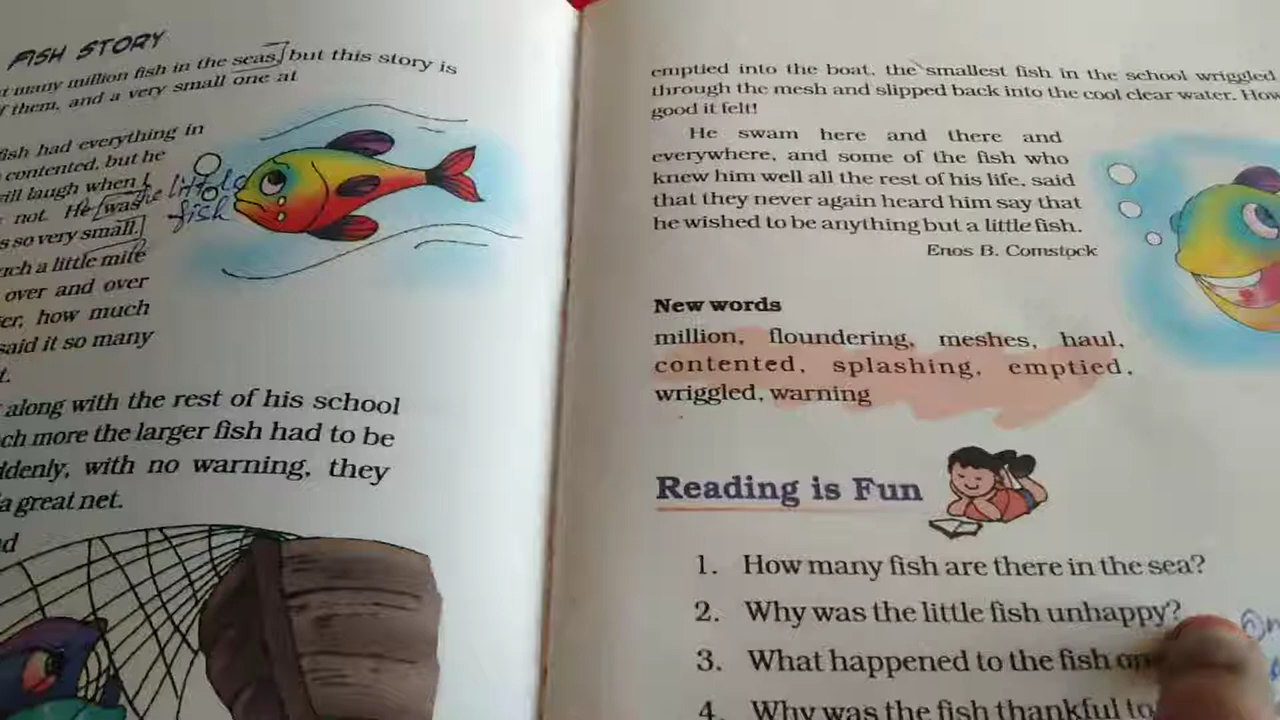 FISH STORY
many million fish in the seas, but this story is
of them, and a very small one at
fish had everything in
contented, but he
will laugh when I
not. He was
the little
fish
s so very small.
such a little mite
over and over
er, how much
said it so many
t.
along with the rest of his school
ch more the larger fish had to be
ddenly, with no warning, they
a great net.
d
emptied into the boat, the smallest fish in the school wriggled
through the mesh and slipped back into the cool clear water. How
good it felt!
He swam here and there and
everywhere, and some of the fish who
knew him well all the rest of his life, said
that they never again heard him say that
he wished to be anything but a little fish.
Enos B. Comstock
New words
million, floundering, meshes, haul,
contented, splashing, emptied,
wriggled, warning
Reading is Fun
1. How many fish are there in the sea?
2. Why was the little fish unhappy?
3. What happened to the fish
4. Why was the fish thankful to